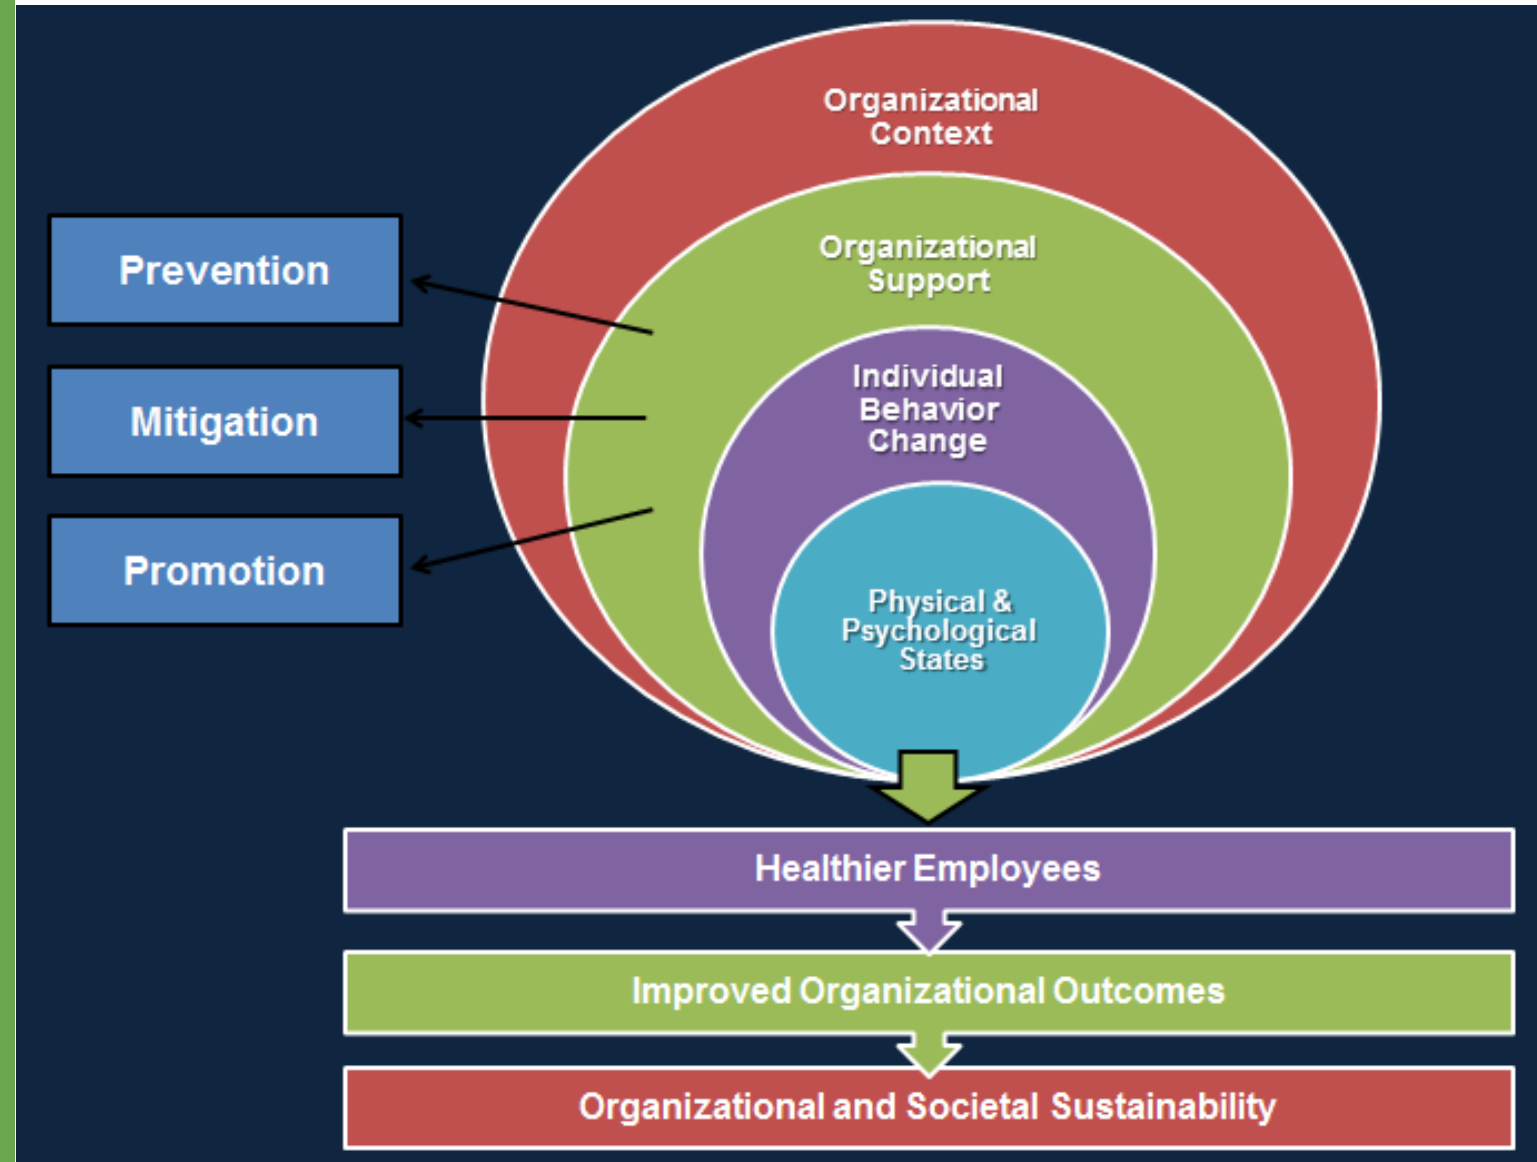 Organizational
Context
Organizational
Support
Individual
Behavior
Change
Physical &
Psychological
States
Prevention
Mitigation
Promotion
Healthier Employees
Improved Organizational Outcomes
Organizational and Societal Sustainability